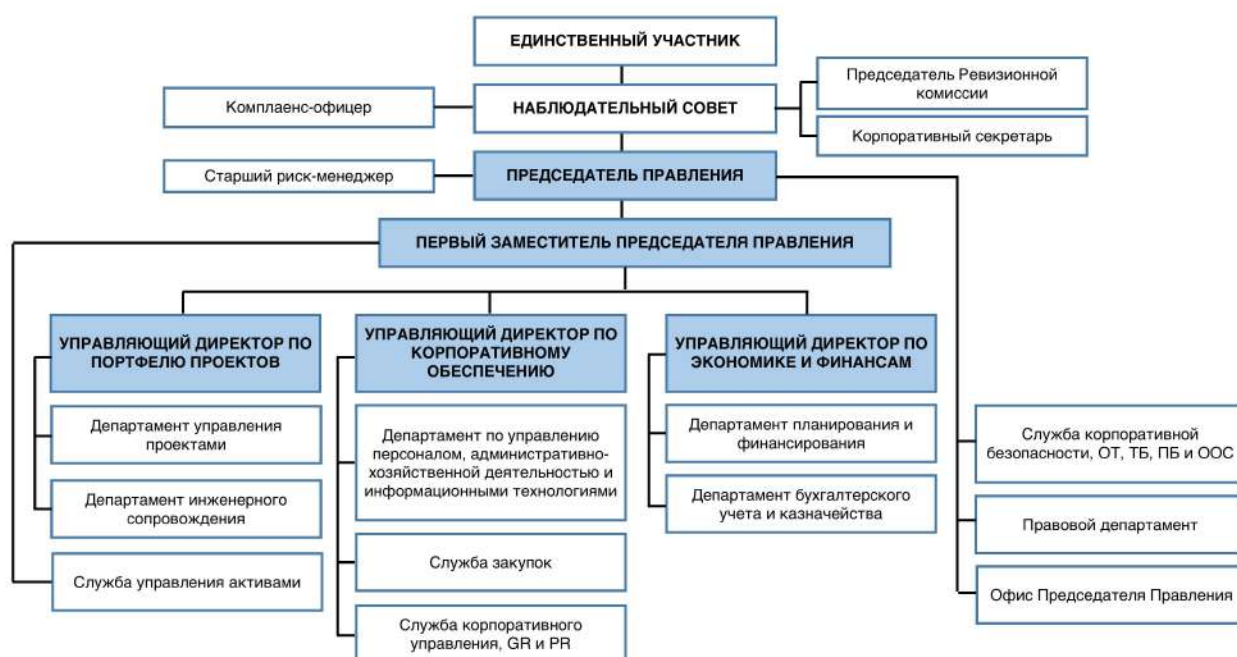 ЕДИНСТВЕННЫЙ УЧАСТНИК
Комплаенс-офицер
НАБЛЮДАТЕЛЬНЫЙ СОВЕТ
Председатель Ревизионной
комиссии
Корпоративный секретарь
Старший риск-менеджер
ПРЕДСЕДАТЕЛЬ ПРАВЛЕНИЯ
ПЕРВЫЙ ЗАМЕСТИТЕЛЬ ПРЕДСЕДАТЕЛЯ ПРАВЛЕНИЯ
УПРАВЛЯЮЩИЙ ДИРЕКТОР ПО
ПОРТФЕЛЮ ПРОЕКТОВ
Департамент управления
проектами
Департамент инженерного
сопровождения
Служба управления активами
УПРАВЛЯЮЩИЙ ДИРЕКТОР ПО
КОРПОРАТИВНОМУ
ОБЕСПЕЧЕНИЮ
Департамент по управлению
персоналом, административно-
хозяйственной деятельностью и
информационными технологиями
Служба закупок
Служба корпоративного
управления, GR и PR
УПРАВЛЯЮЩИЙ ДИРЕКТОР ПО
ЭКОНОМИКЕ И ФИНАНСАМ
Департамент планирования и
финансирования
Департамент бухгалтерского
учета и казначейства
Служба корпоративной
безопасности, ОТ, ТБ, ПБ и ООС
Правовой департамент
Офис Председателя Правления